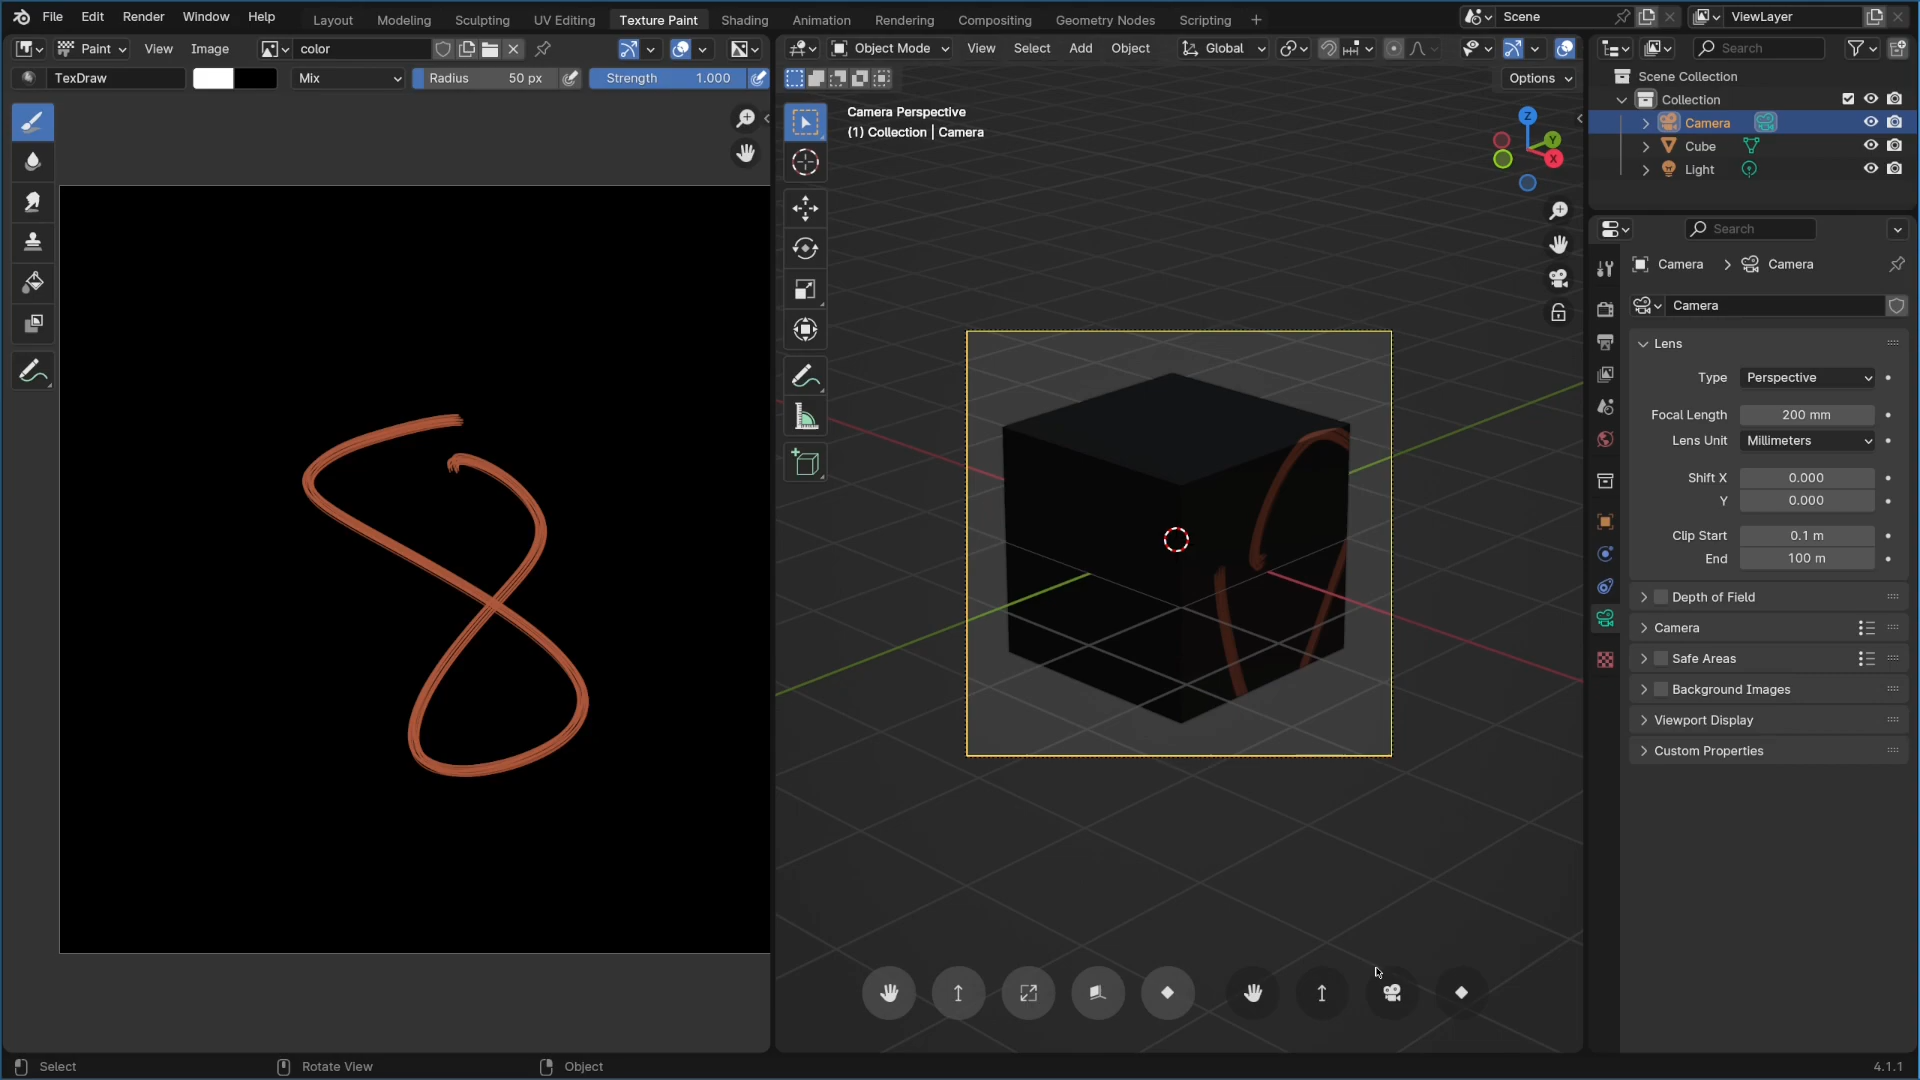 File Edit Render Window Help Layout Modeling Sculpting UV Editing Texture Paint Shading Animation Rendering Compositing Geometry Nodes Scripting + Scene ViewLayer
Paint View Image color Object Mode View Select Add Object Global Search
TexDraw Mix Radius 50 px Strength 1.000 Options
Scene Collection
Collection
Camera
Cube
Light
Camera Perspective
(1) Collection | Camera
Z
Y
X
Search
Camera > Camera
Camera
Lens
Type Perspective
Focal Length 200 mm
Lens Unit Millimeters
Shift X 0.000
Y 0.000
Clip Start 0.1 m
End 100 m
Depth of Field
Camera
Safe Areas
Background Images
Viewport Display
Custom Properties
Select Rotate View Object 4.1.1